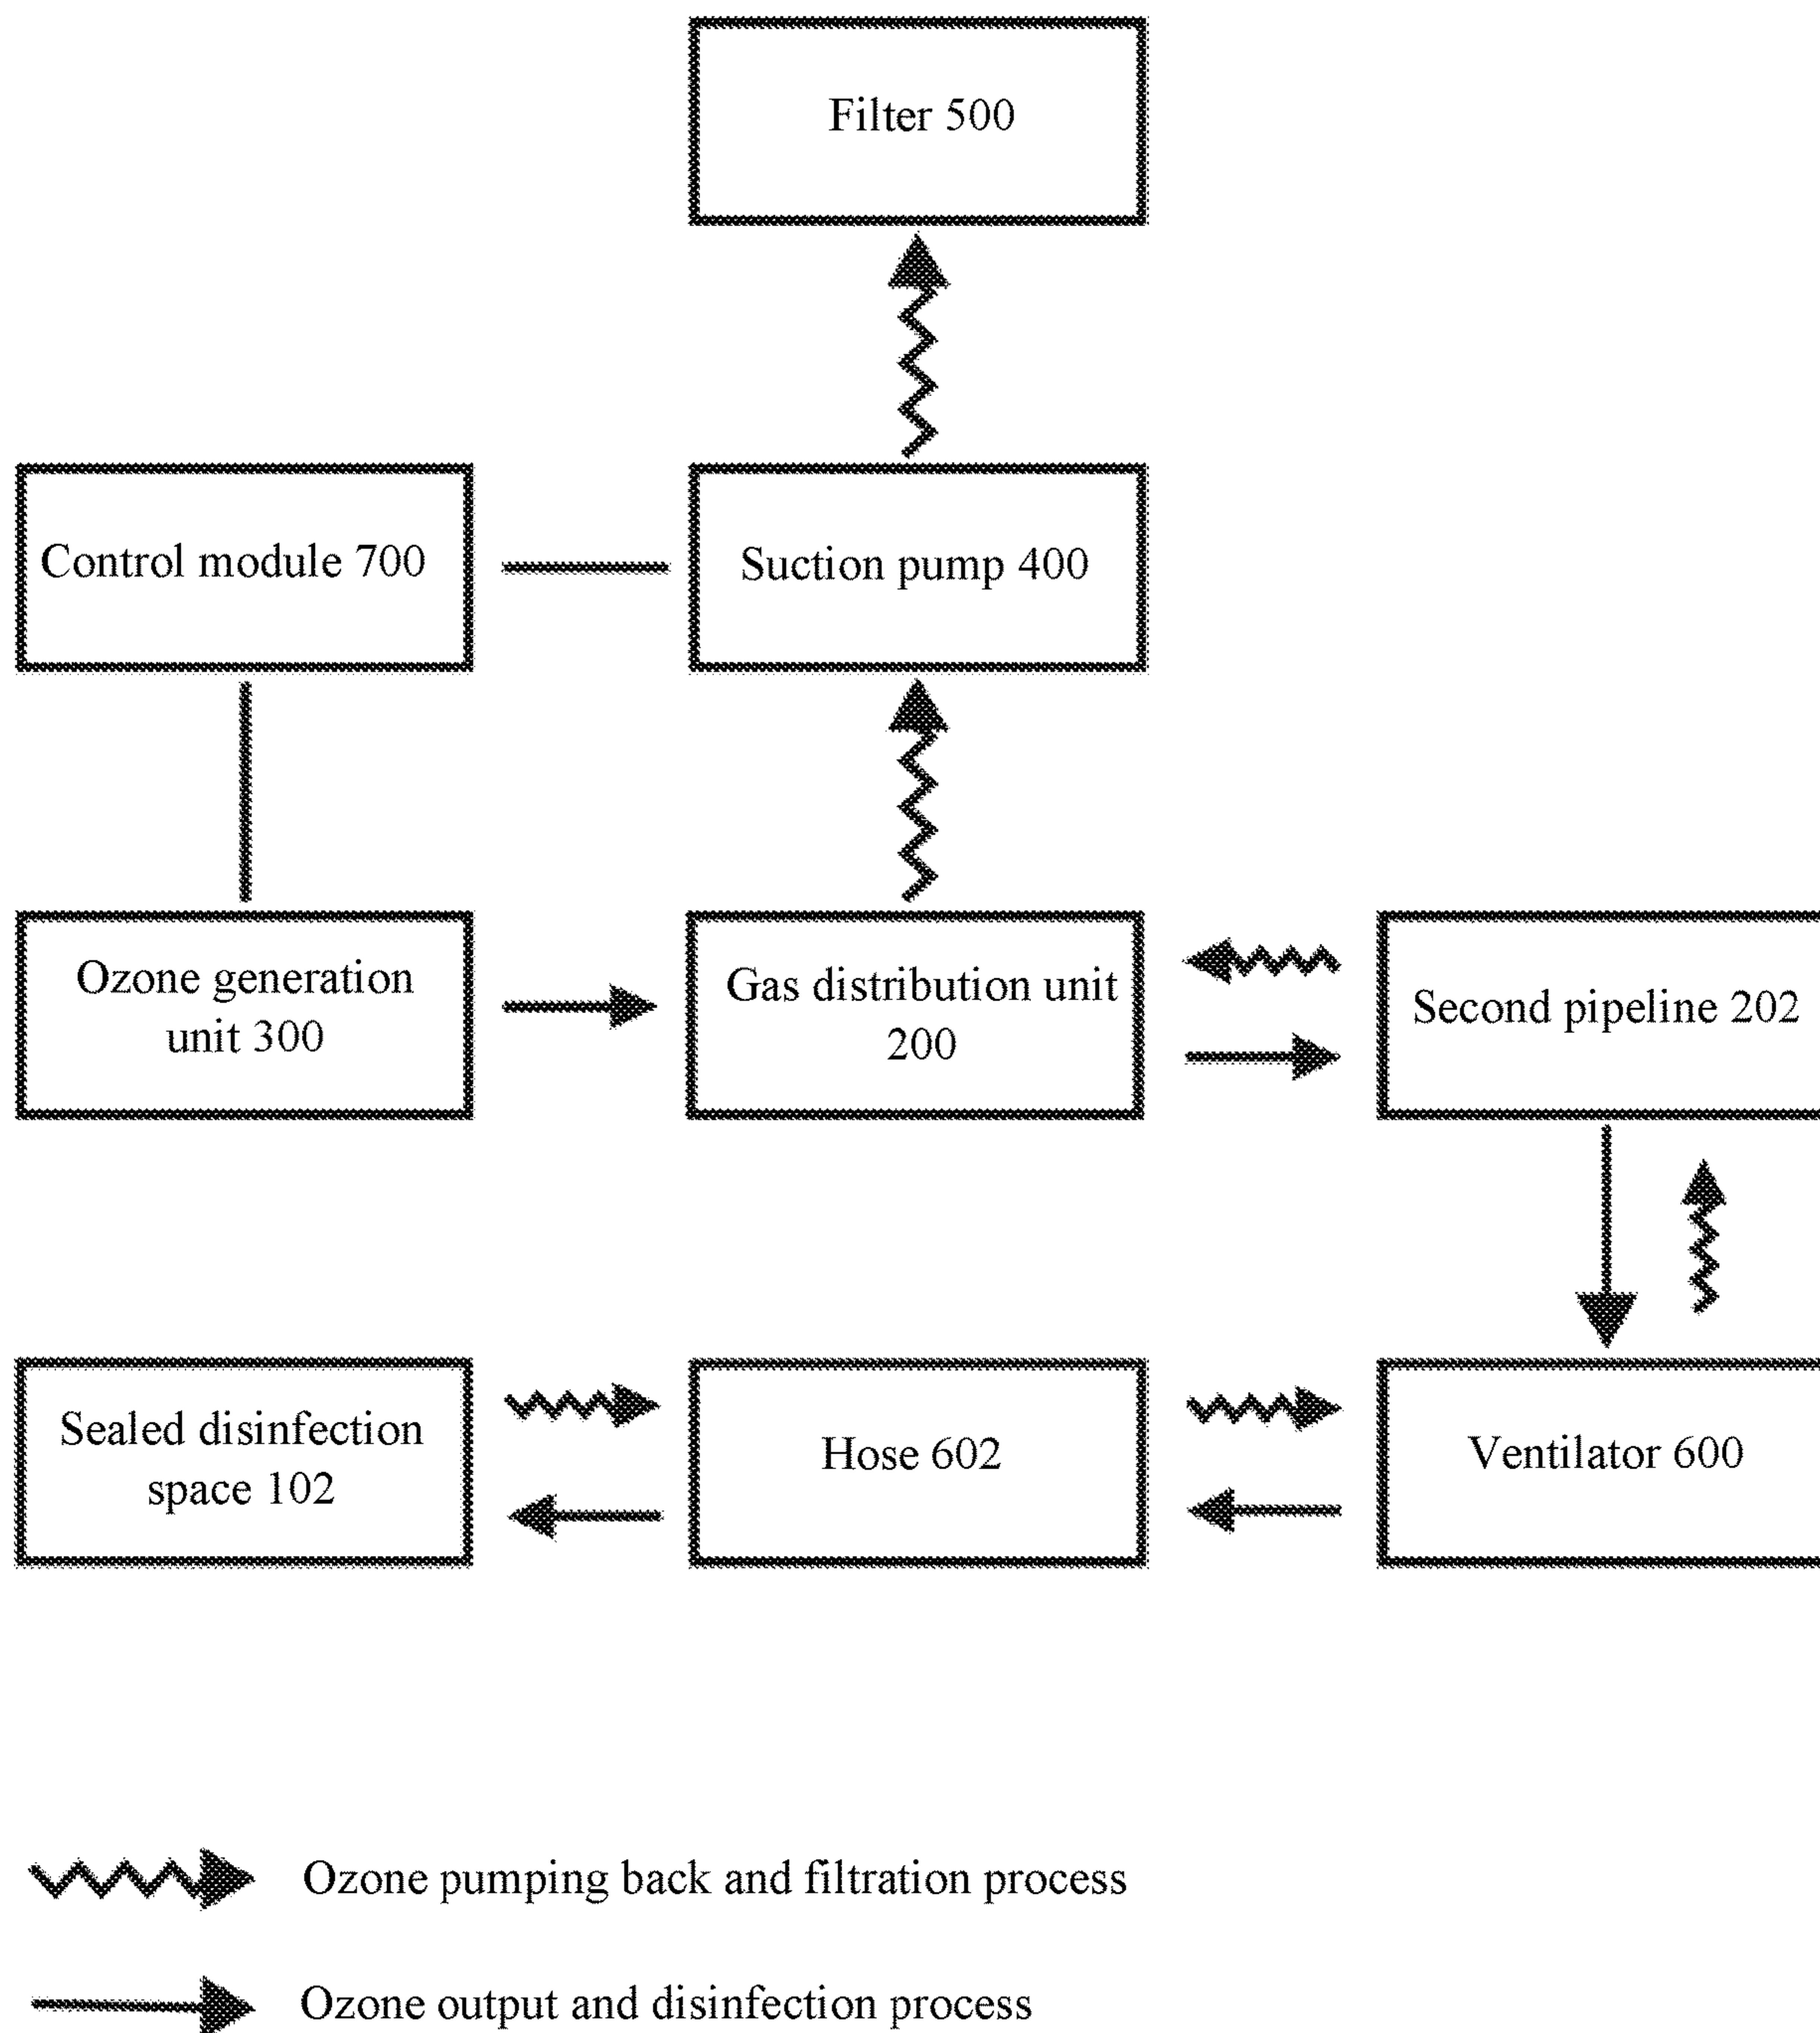 Filter 500
Control module 700
Suction pump 400
Ozone generation
unit 300
Gas distribution unit
200
Second pipeline 202
Sealed disinfection
space 102
Hose 602
Ventilator 600
Ozone pumping back and filtration process
Ozone output and disinfection process